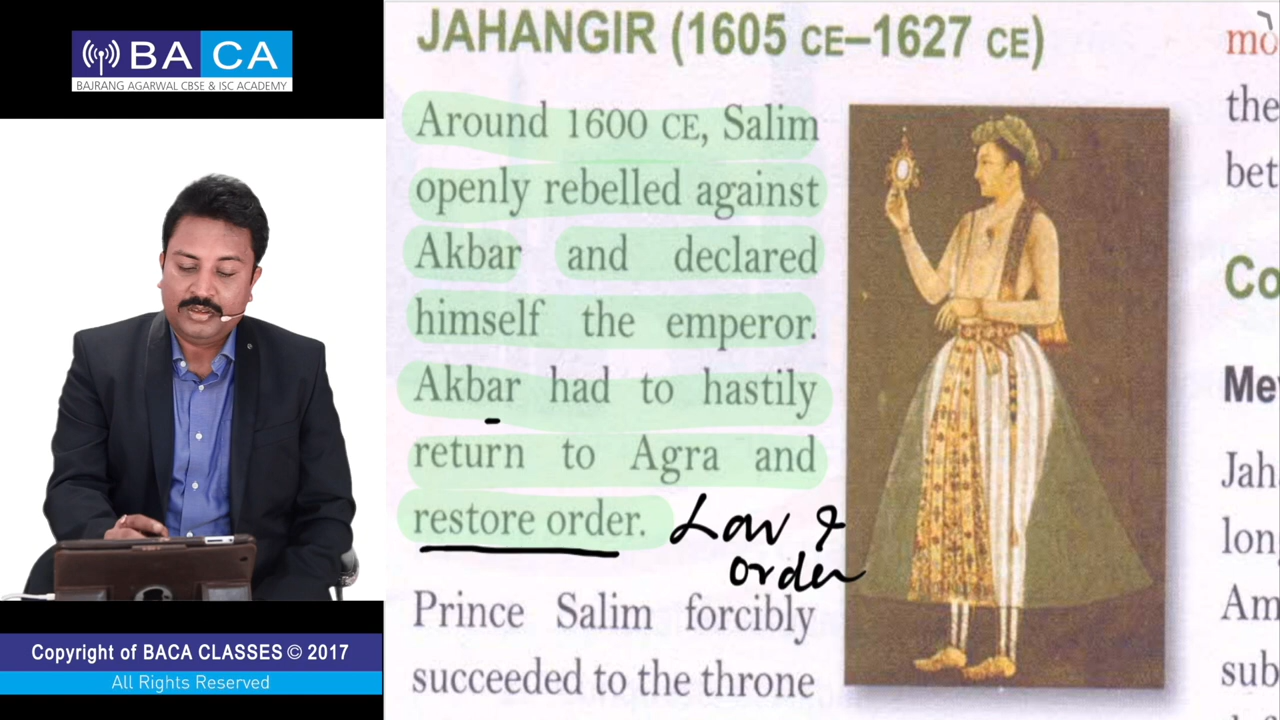 BACA
BAJRANG AGARWAL CBSE & ISC ACADEMY
Copyright of BACA CLASSES © 2017
All Rights Reserved
JAHANGIR (1605 CE–1627 CE)
Around 1600 CE, Salim
openly rebelled against
Akbar and declared
himself the emperor.
Akbar had to hastily
return to Agra and
restore order. Law &
order
Prince Salim forcibly
succeeded to the throne
the
bet
Co
Me
Jah
lon
Am
sub